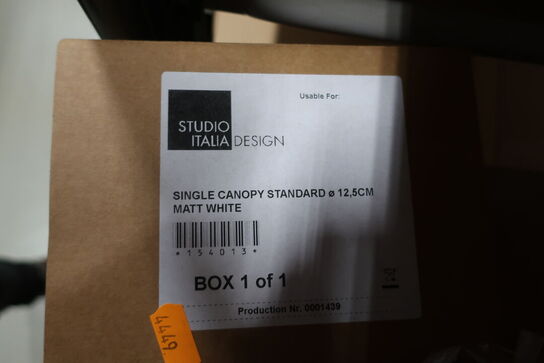 Usable For:
STUDIO
ITALIA DESIGN
SINGLE CANOPY STANDARD ø 12,5CM
MATT WHITE
*154013*
BOX 1 of 1
Production Nr. 0001439
4449